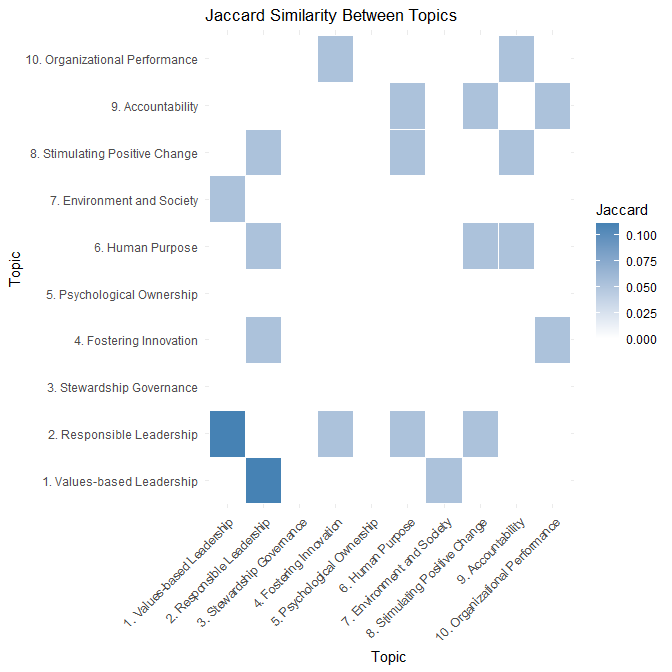 Jaccard Similarity Between Topics
Topic
10. Organizational Performance
9. Accountability
8. Stimulating Positive Change
7. Environment and Society
6. Human Purpose
5. Psychological Ownership
4. Fostering Innovation
3. Stewardship Governance
2. Responsible Leadership
1. Values-based Leadership
1. Values-based Leadership
2. Responsible Leadership
3. Stewardship Governance
4. Fostering Innovation
5. Psychological Ownership
6. Human Purpose
7. Environment and Society
8. Stimulating Positive Change
9. Accountability
10. Organizational Performance
Topic
Jaccard
0.100
0.075
0.050
0.025
0.000